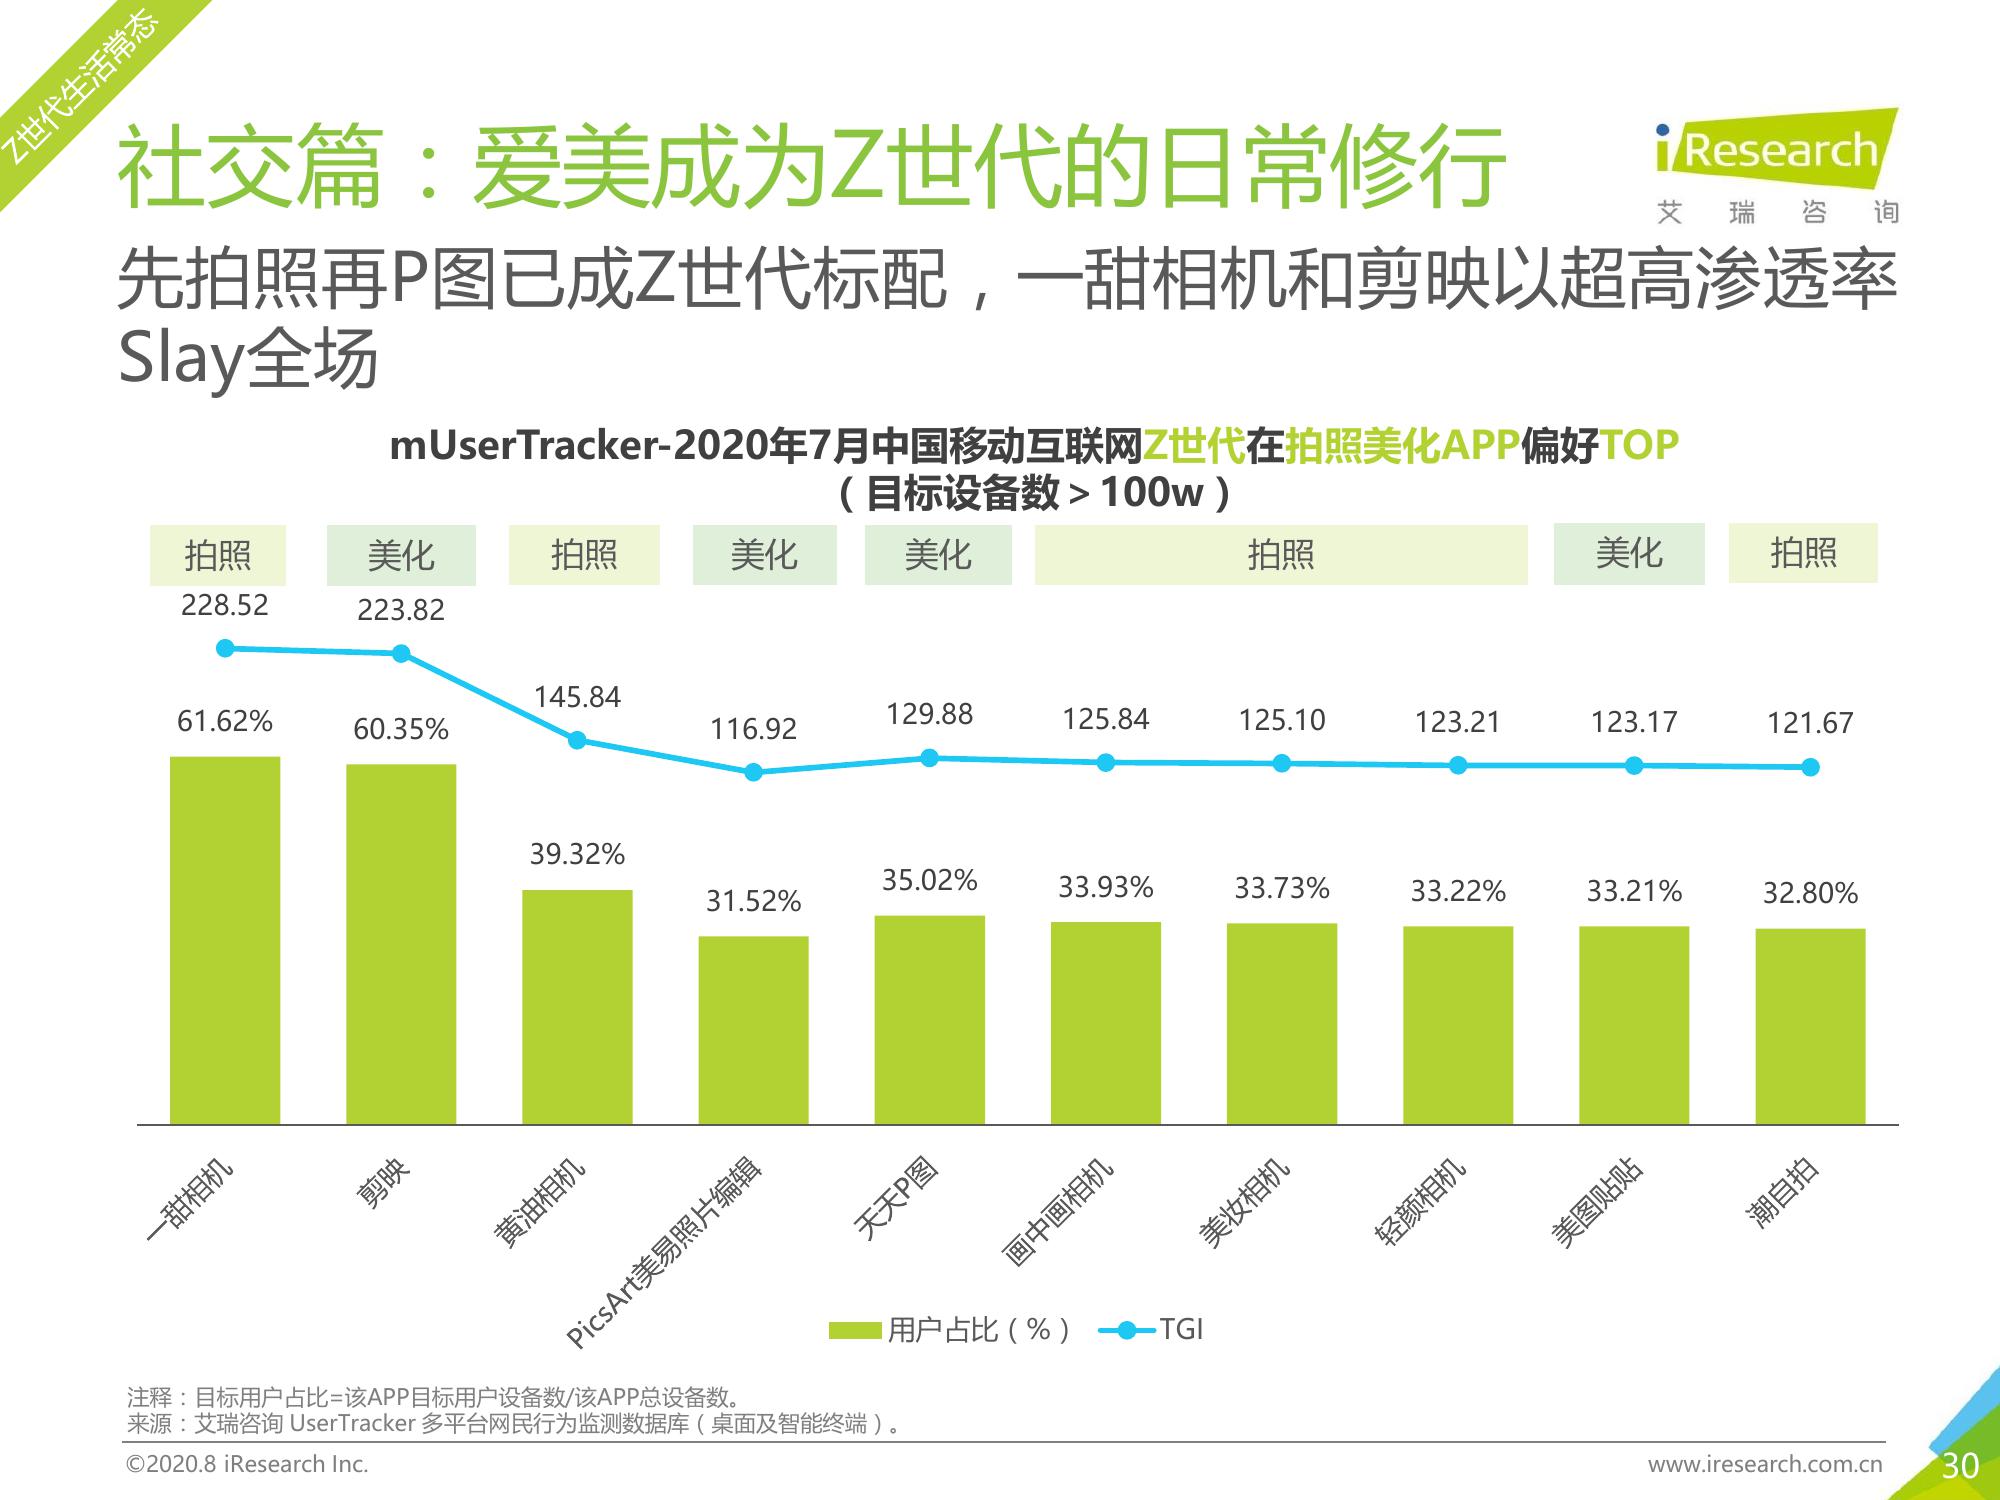 Z世代生活常态
社交篇：爱美成为Z世代的日常修行
iResearch
艾瑞咨询
先拍照再P图已成Z世代标配，一甜相机和剪映以超高渗透率
Slay全场
mUserTracker-2020年7月中国移动互联网Z世代在拍照美化APP偏好TOP
（目标设备数＞100w）
拍照 美化 拍照 美化 美化 拍照 美化 拍照
228.52 223.82 145.84 116.92 129.88 125.84 125.10 123.21 123.17 121.67
61.62% 60.35% 39.32% 31.52% 35.02% 33.93% 33.73% 33.22% 33.21% 32.80%
一甜相机 剪映 黄油相机 PicsArt美易照片编辑 天天P图 画中画相机 美妆相机 轻颜相机 美图贴贴 潮自拍
用户占比（%） TGI
注释：目标用户占比=该APP目标用户设备数/该APP总设备数。
来源：艾瑞咨询 UserTracker 多平台网民行为监测数据库（桌面及智能终端）。
©2020.8 iResearch Inc. www.iresearch.com.cn 30